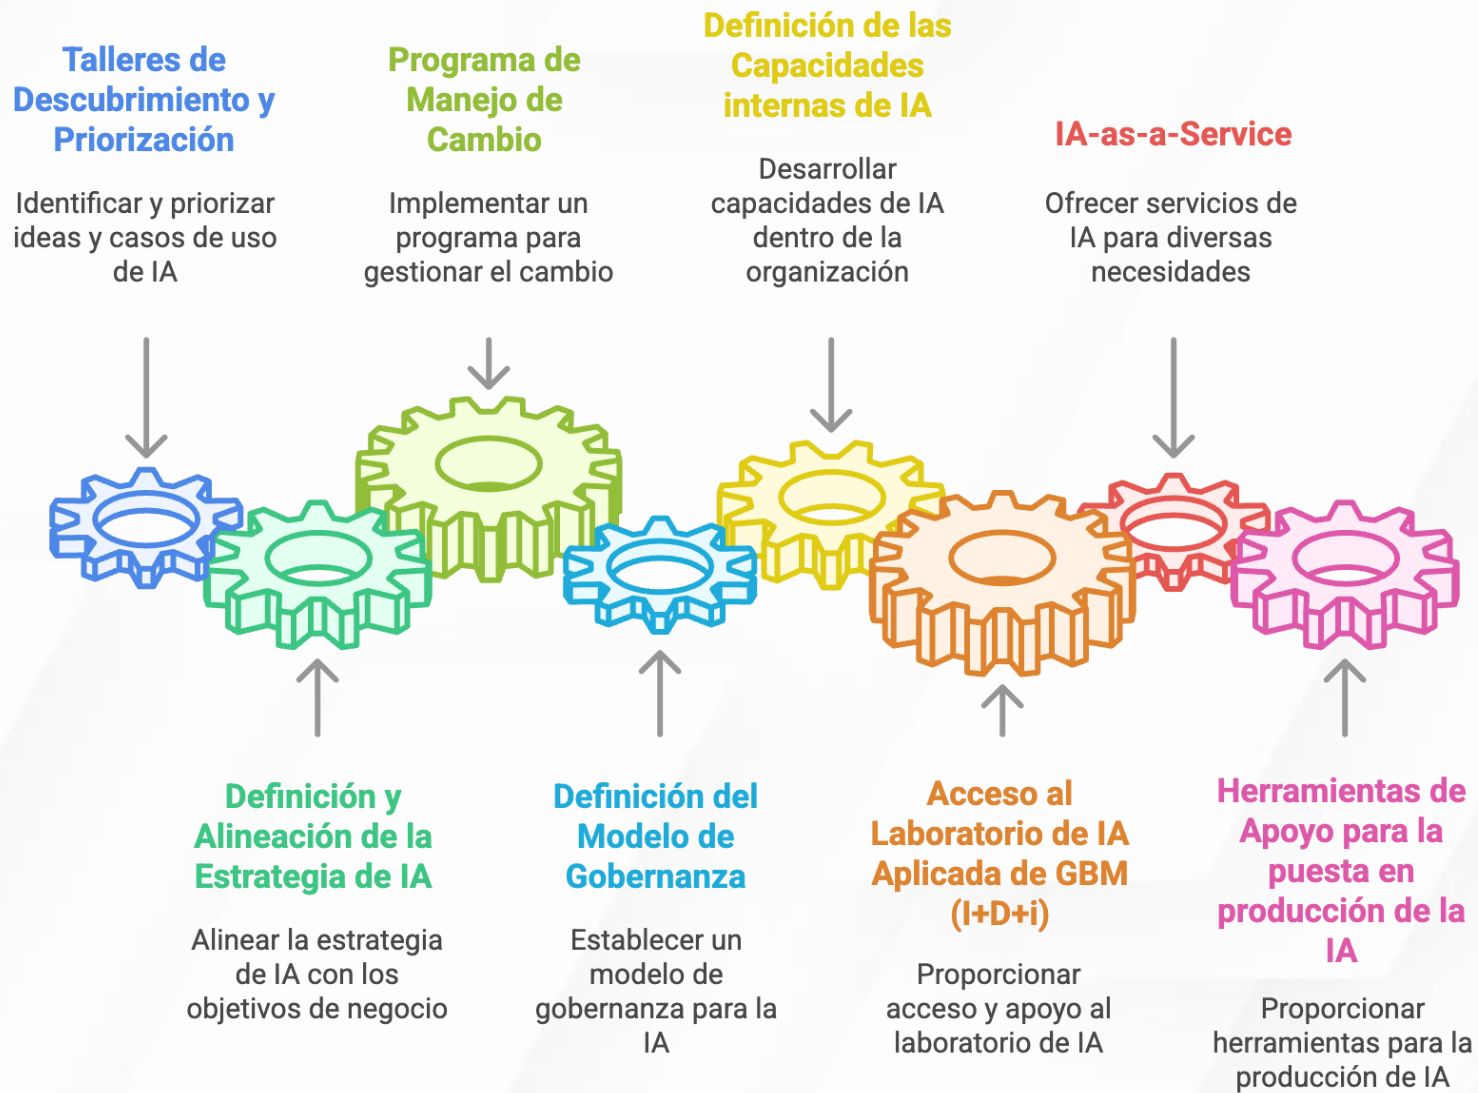 Talleres de
Descubrimiento y
Priorización
Identificar y priorizar
ideas y casos de uso
de IA
Programa de
Manejo de
Cambio
Implementar un
programa para
gestionar el cambio
Definición de las
Capacidades
internas de IA
Desarrollar
capacidades de IA
dentro de la
organización
IA-as-a-Service
Ofrecer servicios de
IA para diversas
necesidades
Definición y
Alineación de la
Estrategia de IA
Alinear la estrategia
de IA con los
objetivos de negocio
Definición del
Modelo de
Gobernanza
Establecer un
modelo de
gobernanza para la
IA
Acceso al
Laboratorio de IA
Aplicada de GBM
(I+D+i)
Proporcionar
acceso y apoyo al
laboratorio de IA
Herramientas de
Apoyo para la
puesta en
producción de la
IA
Proporcionar
herramientas para la
producción de IA